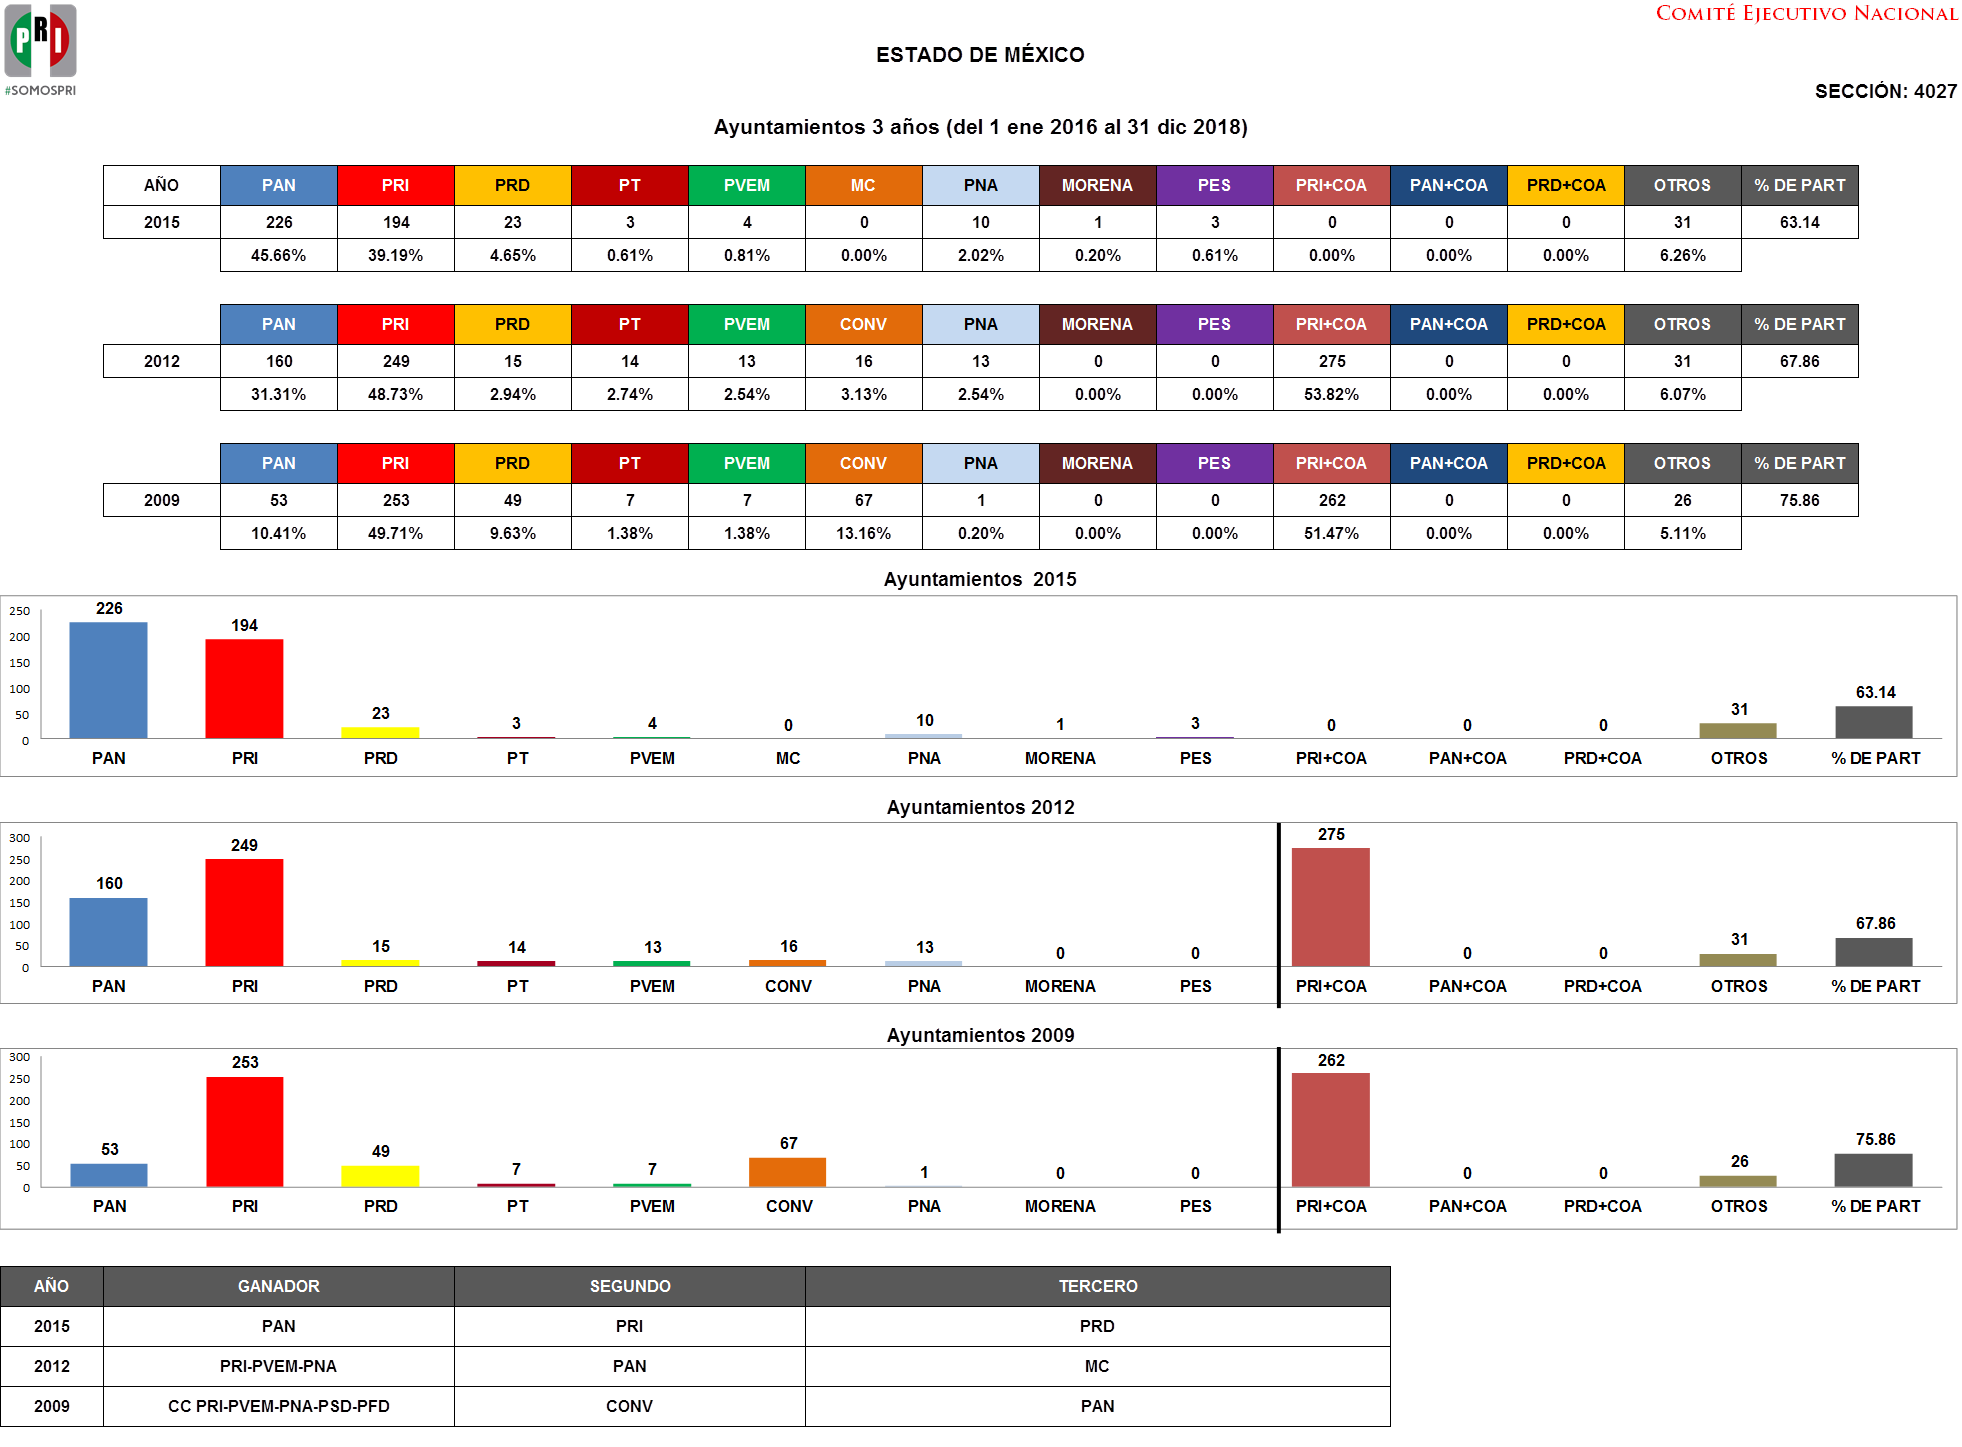 PRI
#SOMOSPRI
COMITÉ EJECUTIVO NACIONAL
ESTADO DE MÉXICO
SECCIÓN: 4027
Ayuntamientos 3 años (del 1 ene 2016 al 31 dic 2018)
AÑO PAN PRI PRD PT PVEM MC PNA MORENA PES PRI+COA PAN+COA PRD+COA OTROS % DE PART
2015 226 194 23 3 4 0 10 1 3 0 0 0 31 63.14
45.66% 39.19% 4.65% 0.61% 0.81% 0.00% 2.02% 0.20% 0.61% 0.00% 0.00% 0.00% 6.26%
PAN PRI PRD PT PVEM CONV PNA MORENA PES PRI+COA PAN+COA PRD+COA OTROS % DE PART
2012 160 249 15 14 13 16 13 0 0 275 0 0 31 67.86
31.31% 48.73% 2.94% 2.74% 2.54% 3.13% 2.54% 0.00% 0.00% 53.82% 0.00% 0.00% 6.07%
PAN PRI PRD PT PVEM CONV PNA MORENA PES PRI+COA PAN+COA PRD+COA OTROS % DE PART
2009 53 253 49 7 7 67 1 0 0 262 0 0 26 75.86
10.41% 49.71% 9.63% 1.38% 1.38% 13.16% 0.20% 0.00% 0.00% 51.47% 0.00% 0.00% 5.11%
Ayuntamientos 2015
250
200
150
100
50
0
226 194 23 3 4 0 10 1 3 0 0 0 31 63.14
PAN PRI PRD PT PVEM MC PNA MORENA PES PRI+COA PAN+COA PRD+COA OTROS % DE PART
Ayuntamientos 2012
300
250
200
150
100
50
0
160 249 15 14 13 16 13 0 0 275 0 0 31 67.86
PAN PRI PRD PT PVEM CONV PNA MORENA PES PRI+COA PAN+COA PRD+COA OTROS % DE PART
Ayuntamientos 2009
300
250
200
150
100
50
0
53 253 49 7 7 67 1 0 0 262 0 0 26 75.86
PAN PRI PRD PT PVEM CONV PNA MORENA PES PRI+COA PAN+COA PRD+COA OTROS % DE PART
AÑO GANADOR SEGUNDO TERCERO
2015 PAN PRI PRD
2012 PRI-PVEM-PNA PAN MC
2009 CC PRI-PVEM-PNA-PSD-PFD CONV PAN